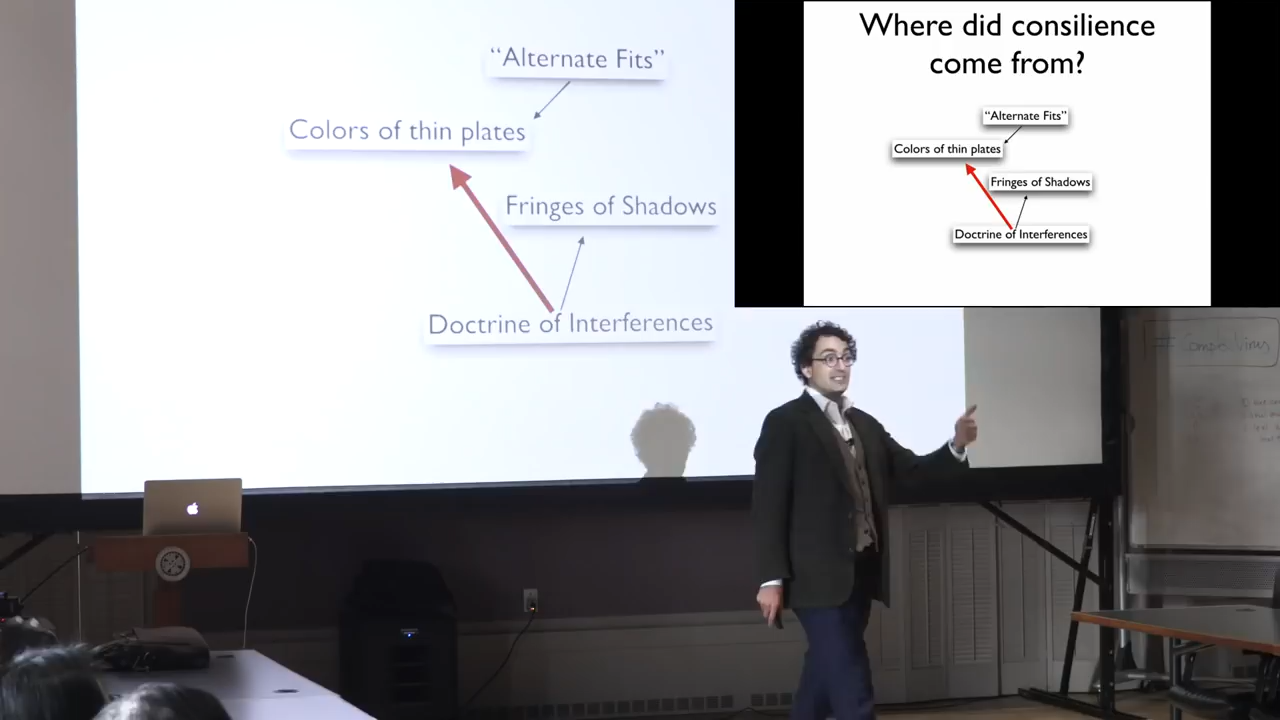 “Alternate Fits”
Colors of thin plates
Fringes of Shadows
Doctrine of Interferences
Where did consilience
come from?
“Alternate Fits”
Colors of thin plates
Fringes of Shadows
Doctrine of Interferences
Virus